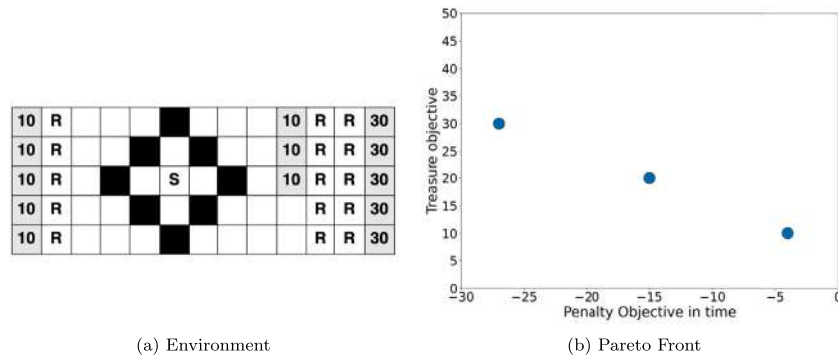 10 R 10 R R 30
10 R 10 R R 30
10 R S 10 R R 30
10 R R R 30
10 R R R 30
(a) Environment
50
45
40
35
30
25
20
15
10
5
0
Treasure objective
−30 −25 −20 −15 −10 −5 0
Penalty Objective in time
(b) Pareto Front